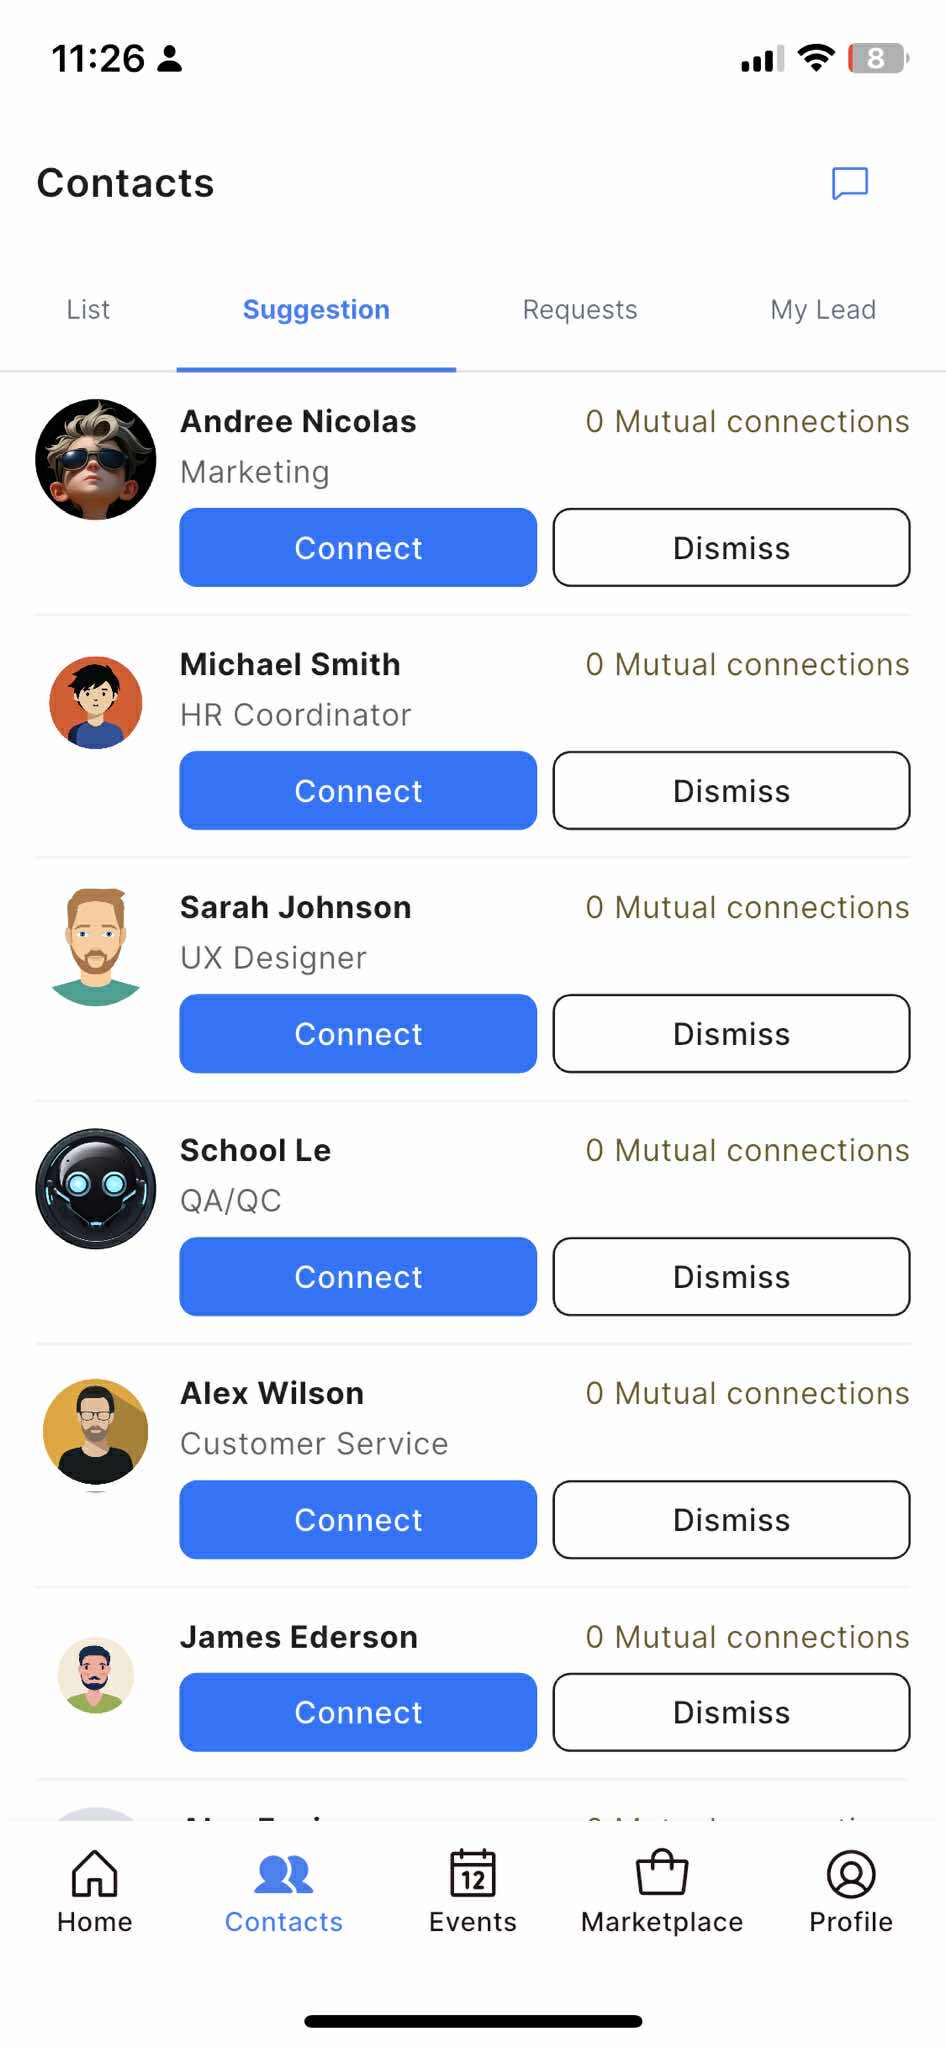 11:26
8
Contacts
List Suggestion Requests My Lead
Andree Nicolas 0 Mutual connections
Marketing
Connect Dismiss
Michael Smith 0 Mutual connections
HR Coordinator
Connect Dismiss
Sarah Johnson 0 Mutual connections
UX Designer
Connect Dismiss
School Le 0 Mutual connections
QA/QC
Connect Dismiss
Alex Wilson 0 Mutual connections
Customer Service
Connect Dismiss
James Ederson 0 Mutual connections
Connect Dismiss
12
Home Contacts Events Marketplace Profile